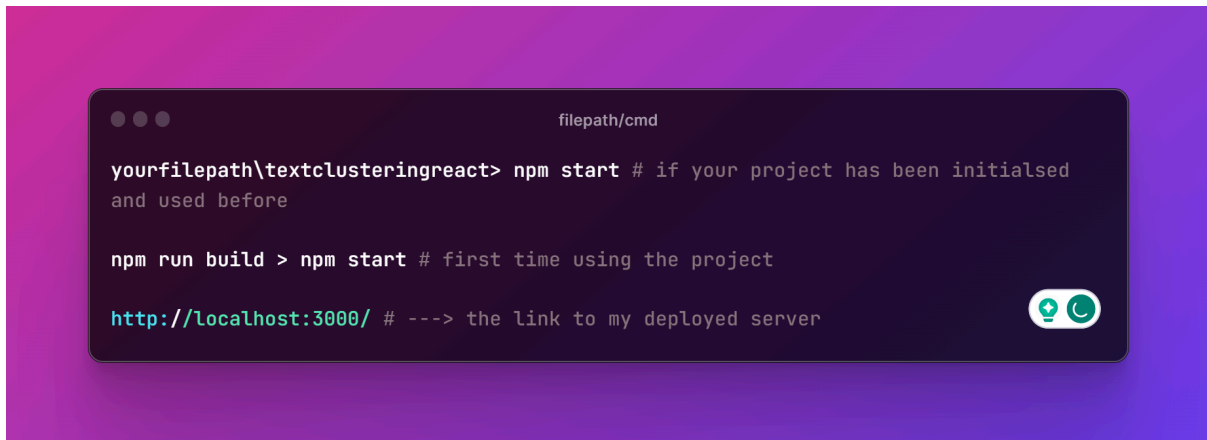 filepath/cmd
yourfilepath\textclusteringreact> npm start # if your project has been initialsed
and used before
npm run build > npm start # first time using the project
http://localhost:3000/ # ---> the link to my deployed server